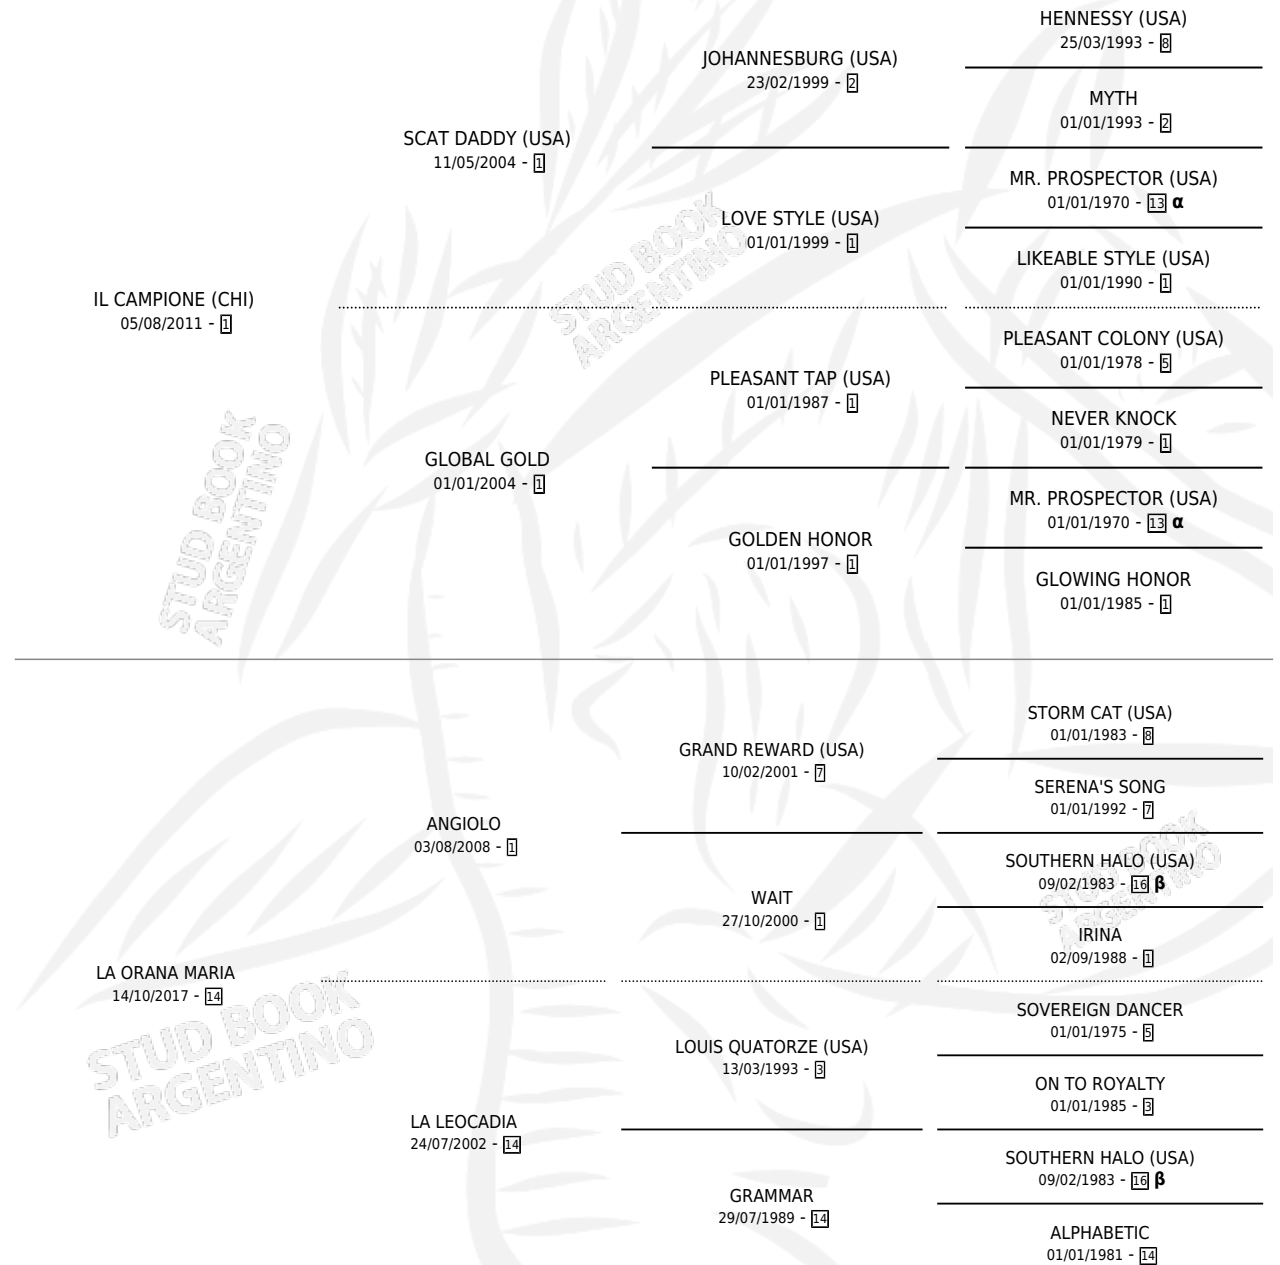 HENNESSY (USA)
25/03/1993 - 8
JOHANNESBURG (USA)
23/02/1999 - 2
MYTH
01/01/1993 - 2
SCAT DADDY (USA)
11/05/2004 - 1
MR. PROSPECTOR (USA)
01/01/1970 - 13 α
LOVE STYLE (USA)
01/01/1999 - 1
LIKEABLE STYLE (USA)
01/01/1990 - 1
IL CAMPIONE (CHI)
05/08/2011 - 1
PLEASANT COLONY (USA)
01/01/1978 - 5
PLEASANT TAP (USA)
01/01/1987 - 1
NEVER KNOCK
01/01/1979 - 1
GLOBAL GOLD
01/01/2004 - 1
MR. PROSPECTOR (USA)
01/01/1970 - 13 α
GOLDEN HONOR
01/01/1997 - 1
GLOWING HONOR
01/01/1985 - 1
STORM CAT (USA)
01/01/1983 - 8
GRAND REWARD (USA)
10/02/2001 - 7
SERENA'S SONG
01/01/1992 - 7
ANGIOLO
03/08/2008 - 1
SOUTHERN HALO (USA)
09/02/1983 - 16 β
WAIT
27/10/2000 - 1
IRINA
02/09/1988 - 1
LA ORANA MARIA
14/10/2017 - 14
SOVEREIGN DANCER
01/01/1975 - 5
LOUIS QUATORZE (USA)
13/03/1993 - 3
ON TO ROYALTY
01/01/1985 - 3
LA LEOCADIA
24/07/2002 - 14
SOUTHERN HALO (USA)
09/02/1983 - 16 β
GRAMMAR
29/07/1989 - 14
ALPHABETIC
01/01/1981 - 14
STUD BOOK
ARGENTINO
STUD BOOK
ARGENTINO
STUD BOOK
ARGENTINO
STUD BOOK
ARGENTINO